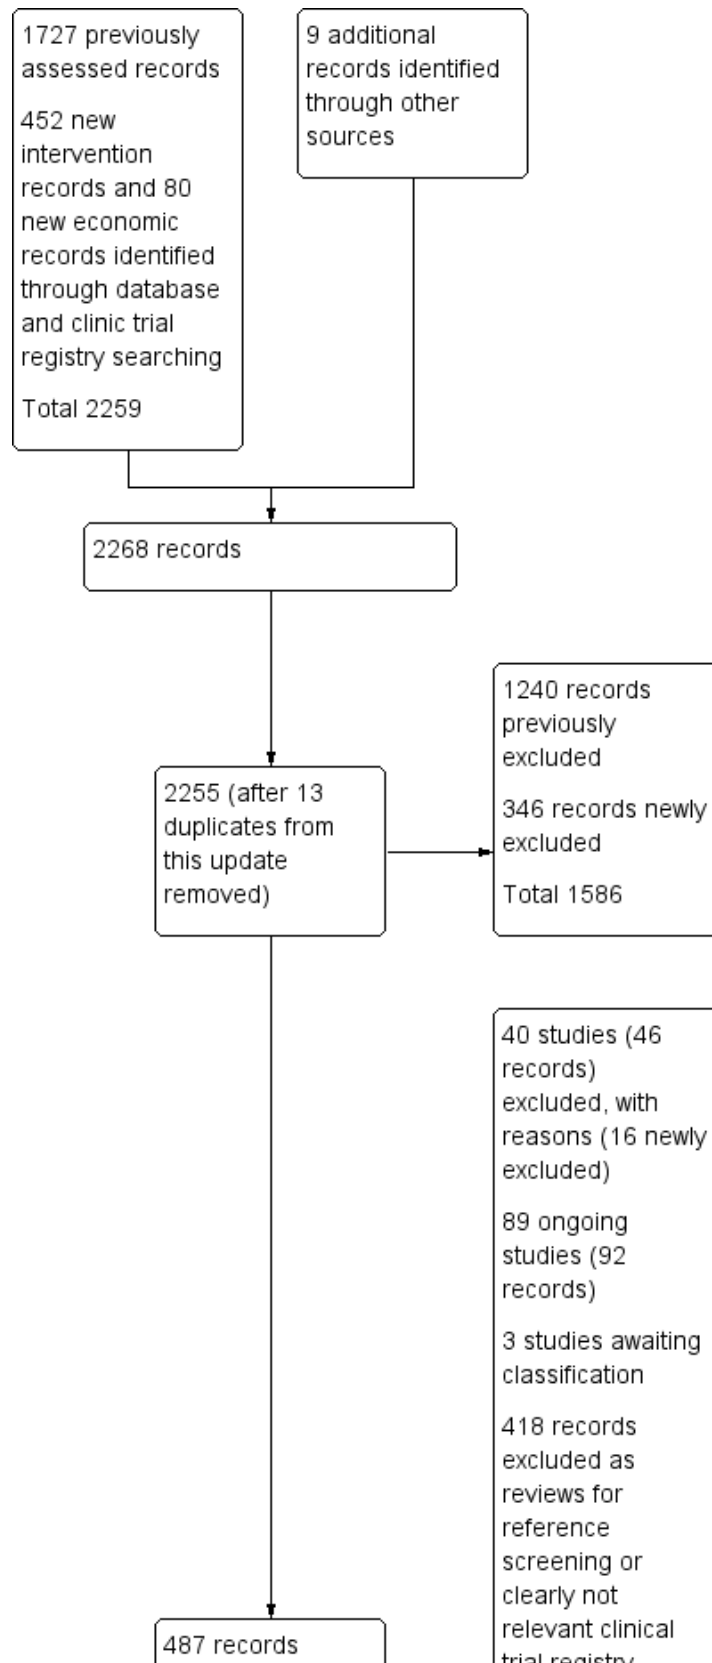 1727 previously
assessed records
452 new
intervention
records and 80
new economic
records identified
through database
and clinic trial
registry searching
Total 2259
9 additional
records identified
through other
sources
2268 records
2255 (after 13
duplicates from
this update
removed)
1240 records
previously
excluded
346 records newly
excluded
Total 1586
40 studies (46
records)
excluded, with
reasons (16 newly
excluded)
89 ongoing
studies (92
records)
3 studies awaiting
classification
418 records
excluded as
reviews for
reference
screening or
clearly not
relevant clinical
trial registry
487 records